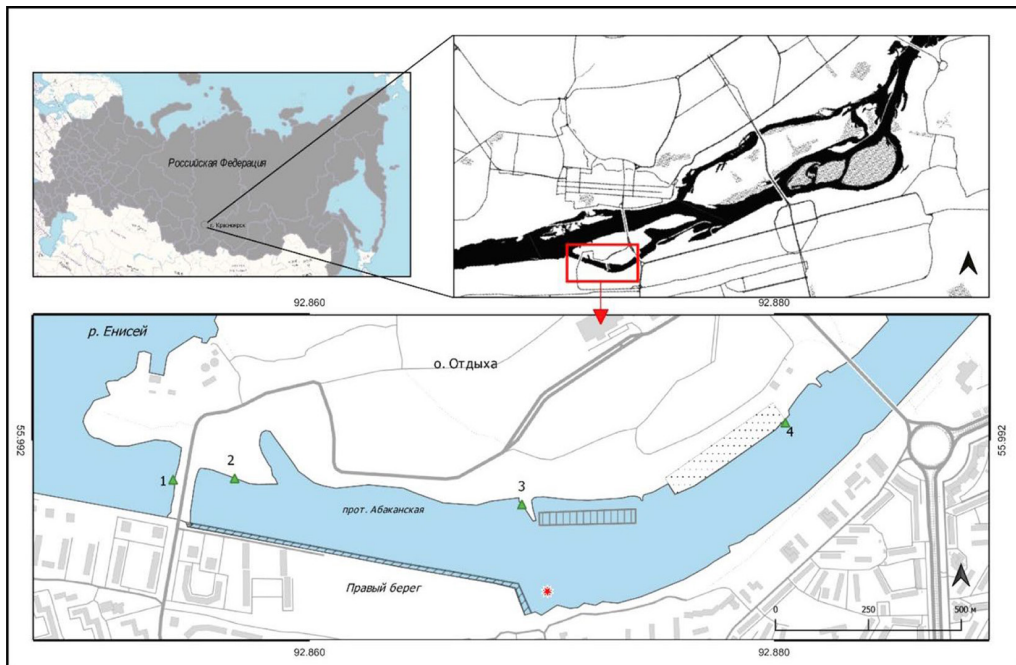 Российская Федерация
г. Красноярск
92.860
92.880
р. Енисей
о. Отдыха
55.992
55.992
1
2
3
4
прот. Абаканская
Правый берег
0
250
500 м
92.860
92.880